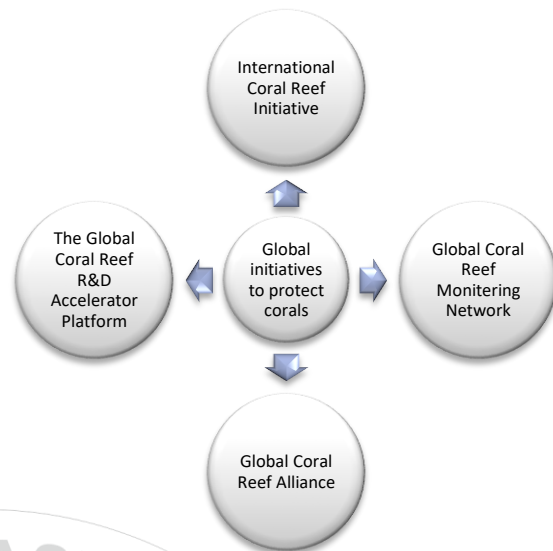 International
Coral Reef
Initiative
The Global
Coral Reef
R&D
Accelerator
Platform
Global
initiatives
to protect
corals
Global Coral
Reef
Monitering
Network
Global Coral
Reef Alliance